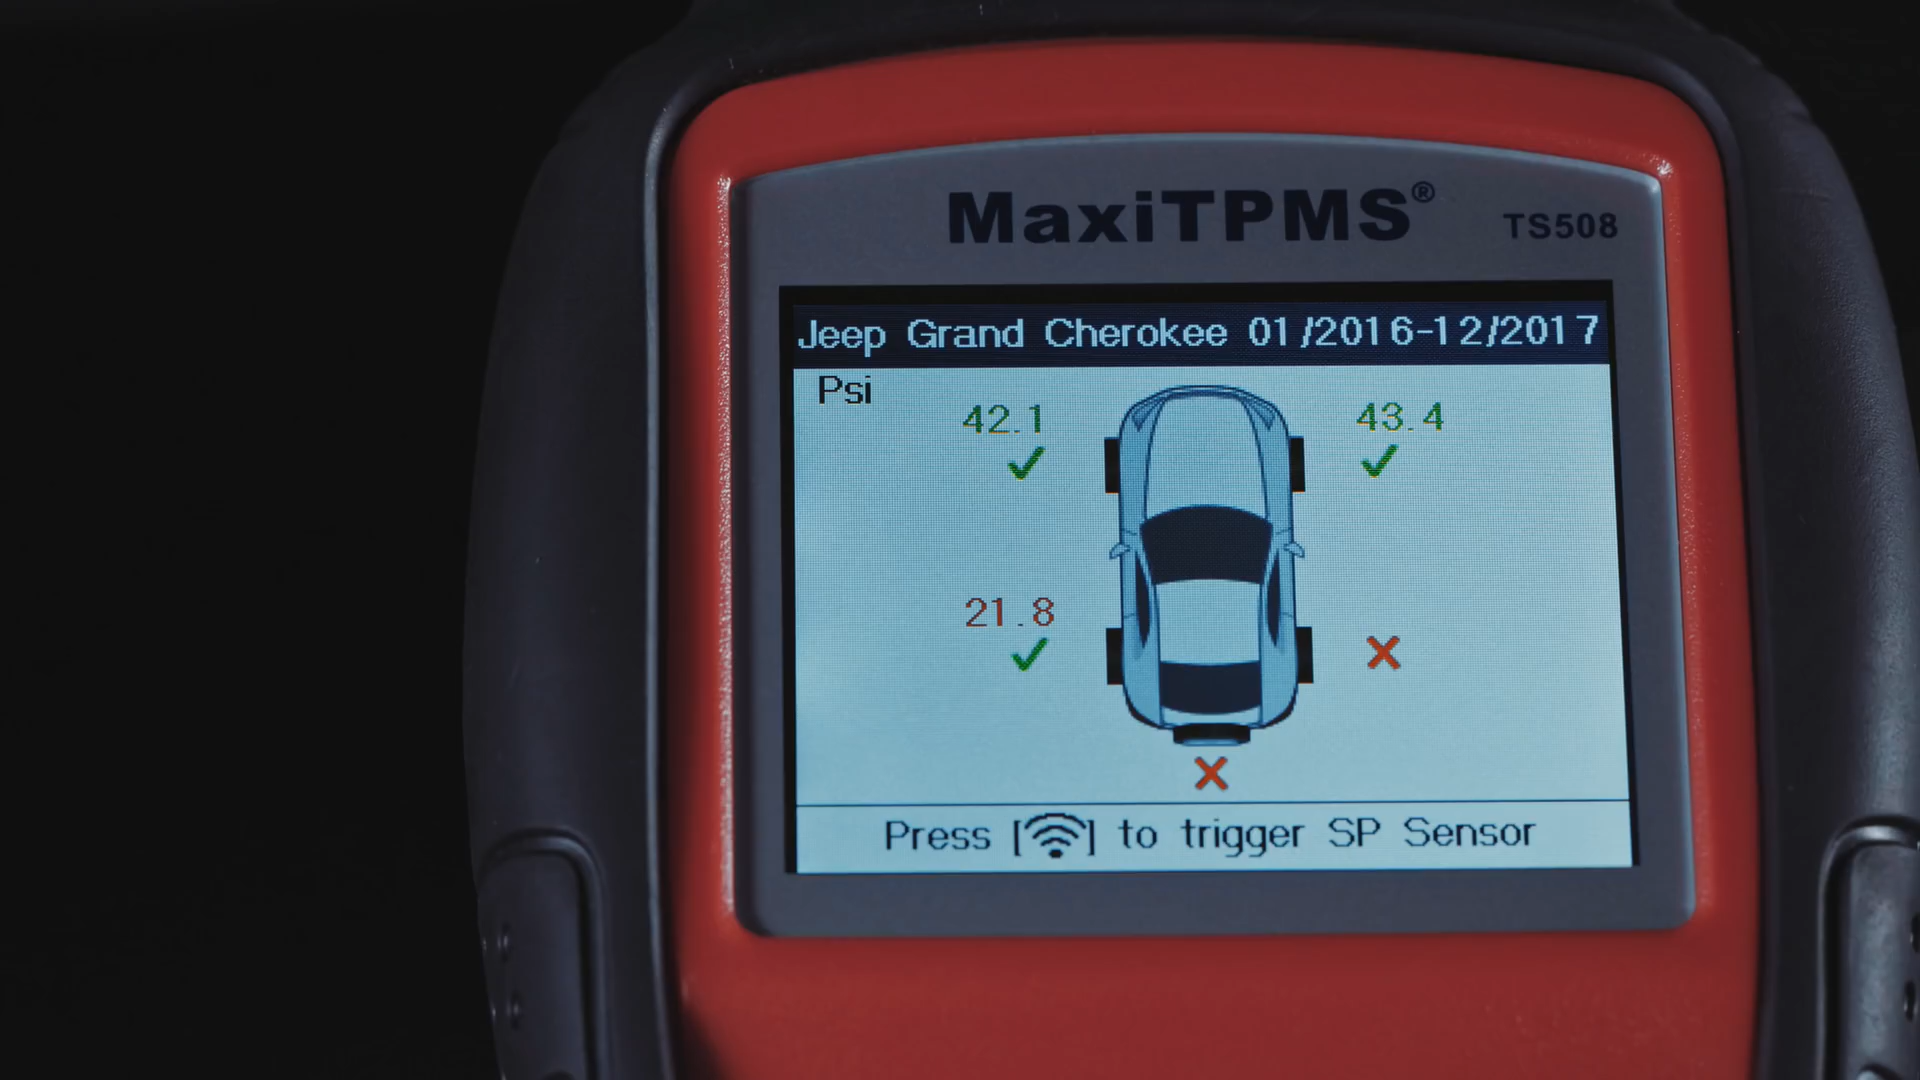 MaxiTPMS® TS508
Jeep Grand Cherokee 01/2016-12/2017
Psi
42.1 43.4
21.8
Press [ ] to trigger SP Sensor